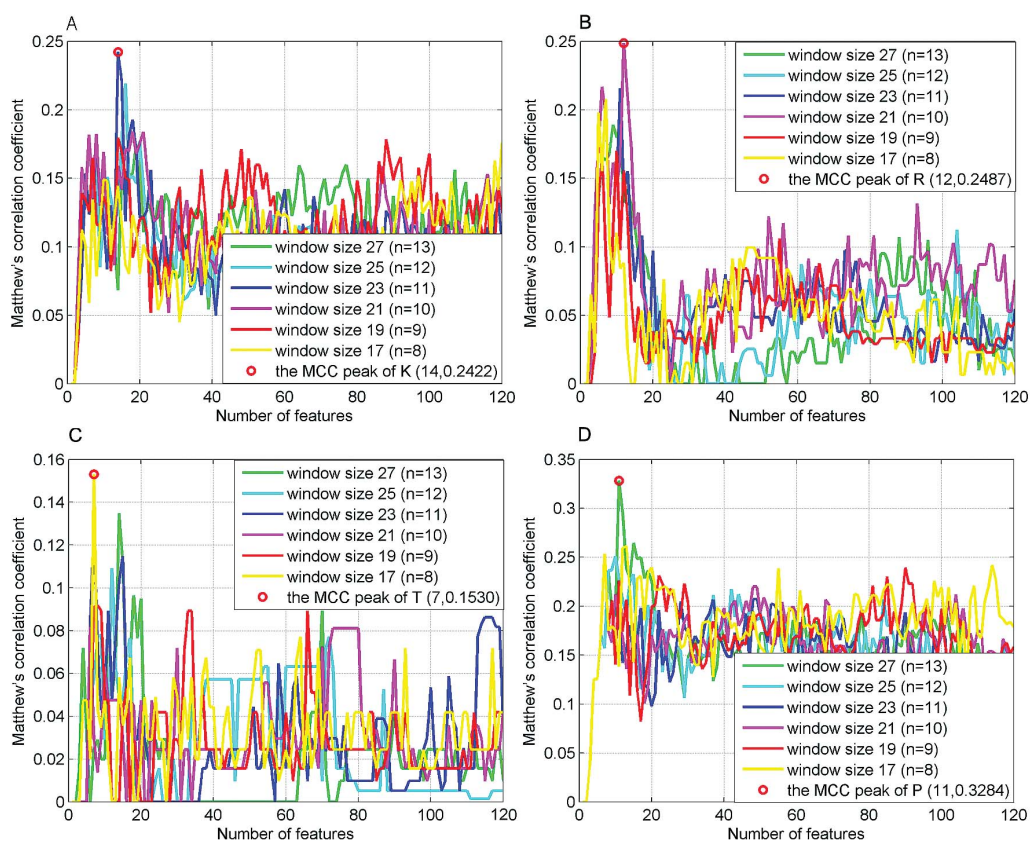 A
0.25
0.2
0.15
0.1
0.05
0
Matthew's correlation coefficient
window size 27 (n=13)
window size 25 (n=12)
window size 23 (n=11)
window size 21 (n=10)
window size 19 (n=9)
window size 17 (n=8)
the MCC peak of K (14,0.2422)
0 20 40 60 80 100 120
Number of features
B
0.25
0.2
0.15
0.1
0.05
0
Matthew's correlation coefficient
window size 27 (n=13)
window size 25 (n=12)
window size 23 (n=11)
window size 21 (n=10)
window size 19 (n=9)
window size 17 (n=8)
the MCC peak of R (12,0.2487)
0 20 40 60 80 100 120
Number of features
C
0.16
0.14
0.12
0.1
0.08
0.06
0.04
0.02
0
Matthew's correlation coefficient
window size 27 (n=13)
window size 25 (n=12)
window size 23 (n=11)
window size 21 (n=10)
window size 19 (n=9)
window size 17 (n=8)
the MCC peak of T (7,0.1530)
0 20 40 60 80 100 120
Number of features
D
0.35
0.3
0.25
0.2
0.15
0.1
0.05
0
Matthew's correlation coefficient
window size 27 (n=13)
window size 25 (n=12)
window size 23 (n=11)
window size 21 (n=10)
window size 19 (n=9)
window size 17 (n=8)
the MCC peak of P (11,0.3284)
0 20 40 60 80 100 120
Number of features